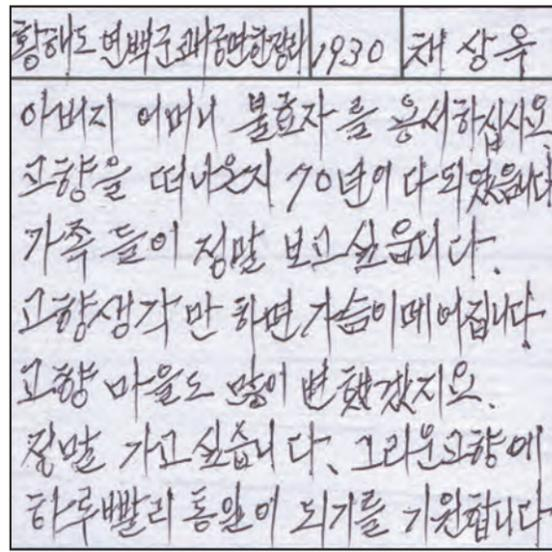 황해도 연백군 괘궁면한정리 1930 채상옥
아버지 어머니 불효자를 용서하십시오
고향을 떠나온지 70년이 다되었읍니다
가족들이 정말 보고싶읍니다.
고향생각만 하면 가슴이메어집니다
고향 마을도 많이 변했겠지요.
정말 가고싶습니다. 그리운고향에
하루빨리 통일이 되기를 기원합니다